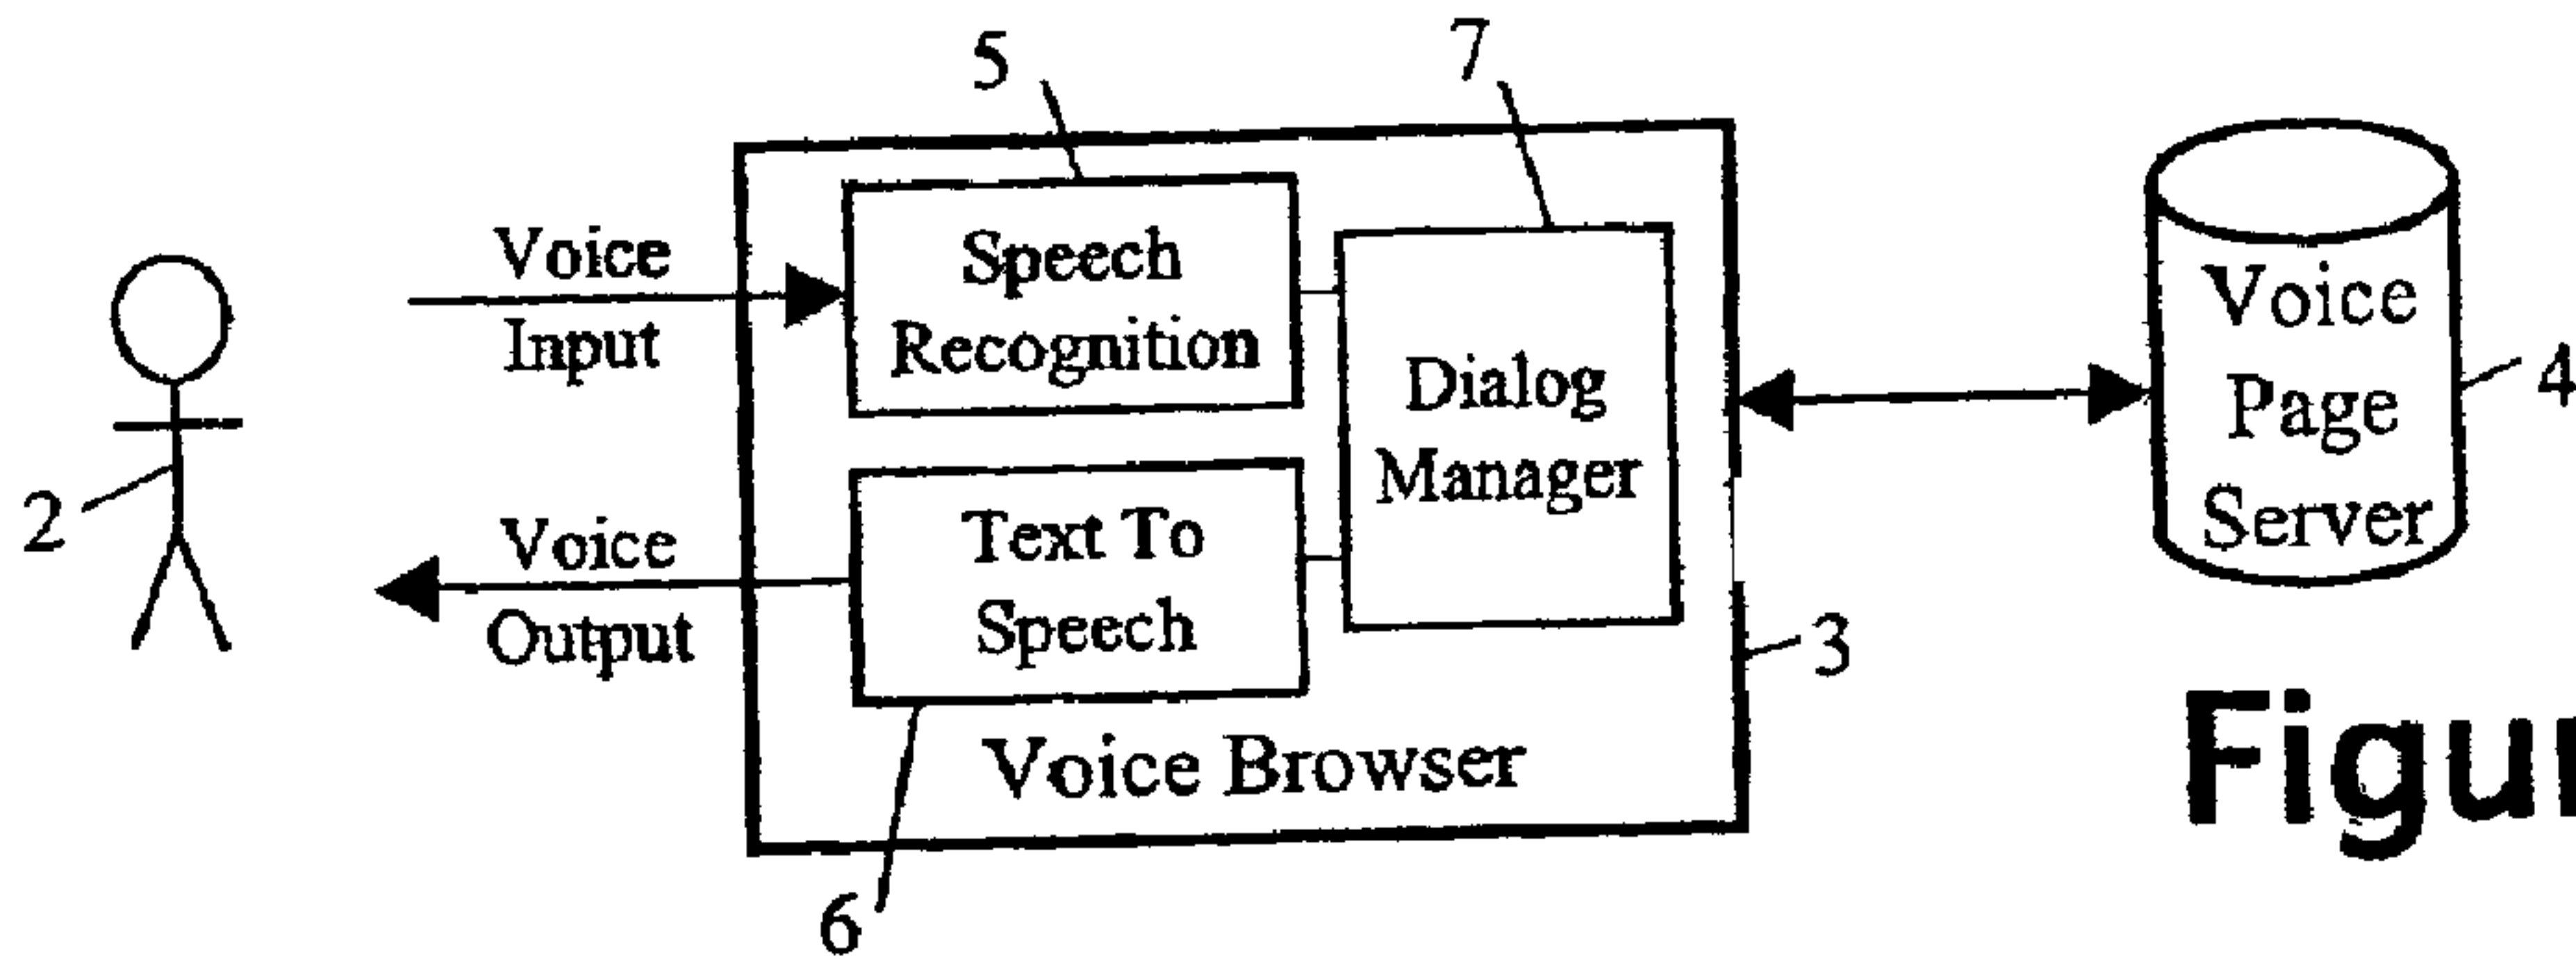 5
7
Voice
Input
Speech
Recognition
Dialog
Manager
Voice
Page
Server
4
2
Voice
Output
Text To
Speech
3
Voice Browser
6